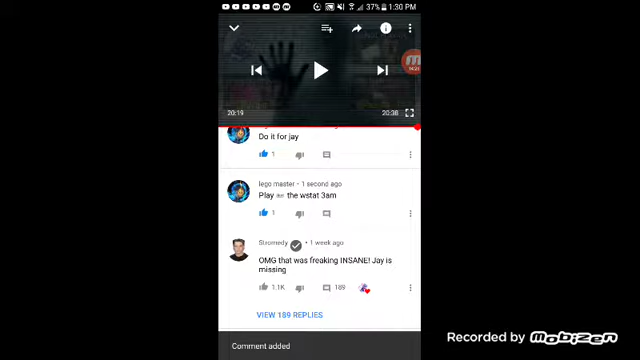 37% 1:30 PM
20:19
20:38
Do it for jay
1
lego master • 1 second ago
Play the wstat 3am
1
Stromedy • 1 week ago
OMG that was freaking INSANE! Jay is
missing
1.1K 189
VIEW 189 REPLIES
Comment added
Recorded by Mobizen